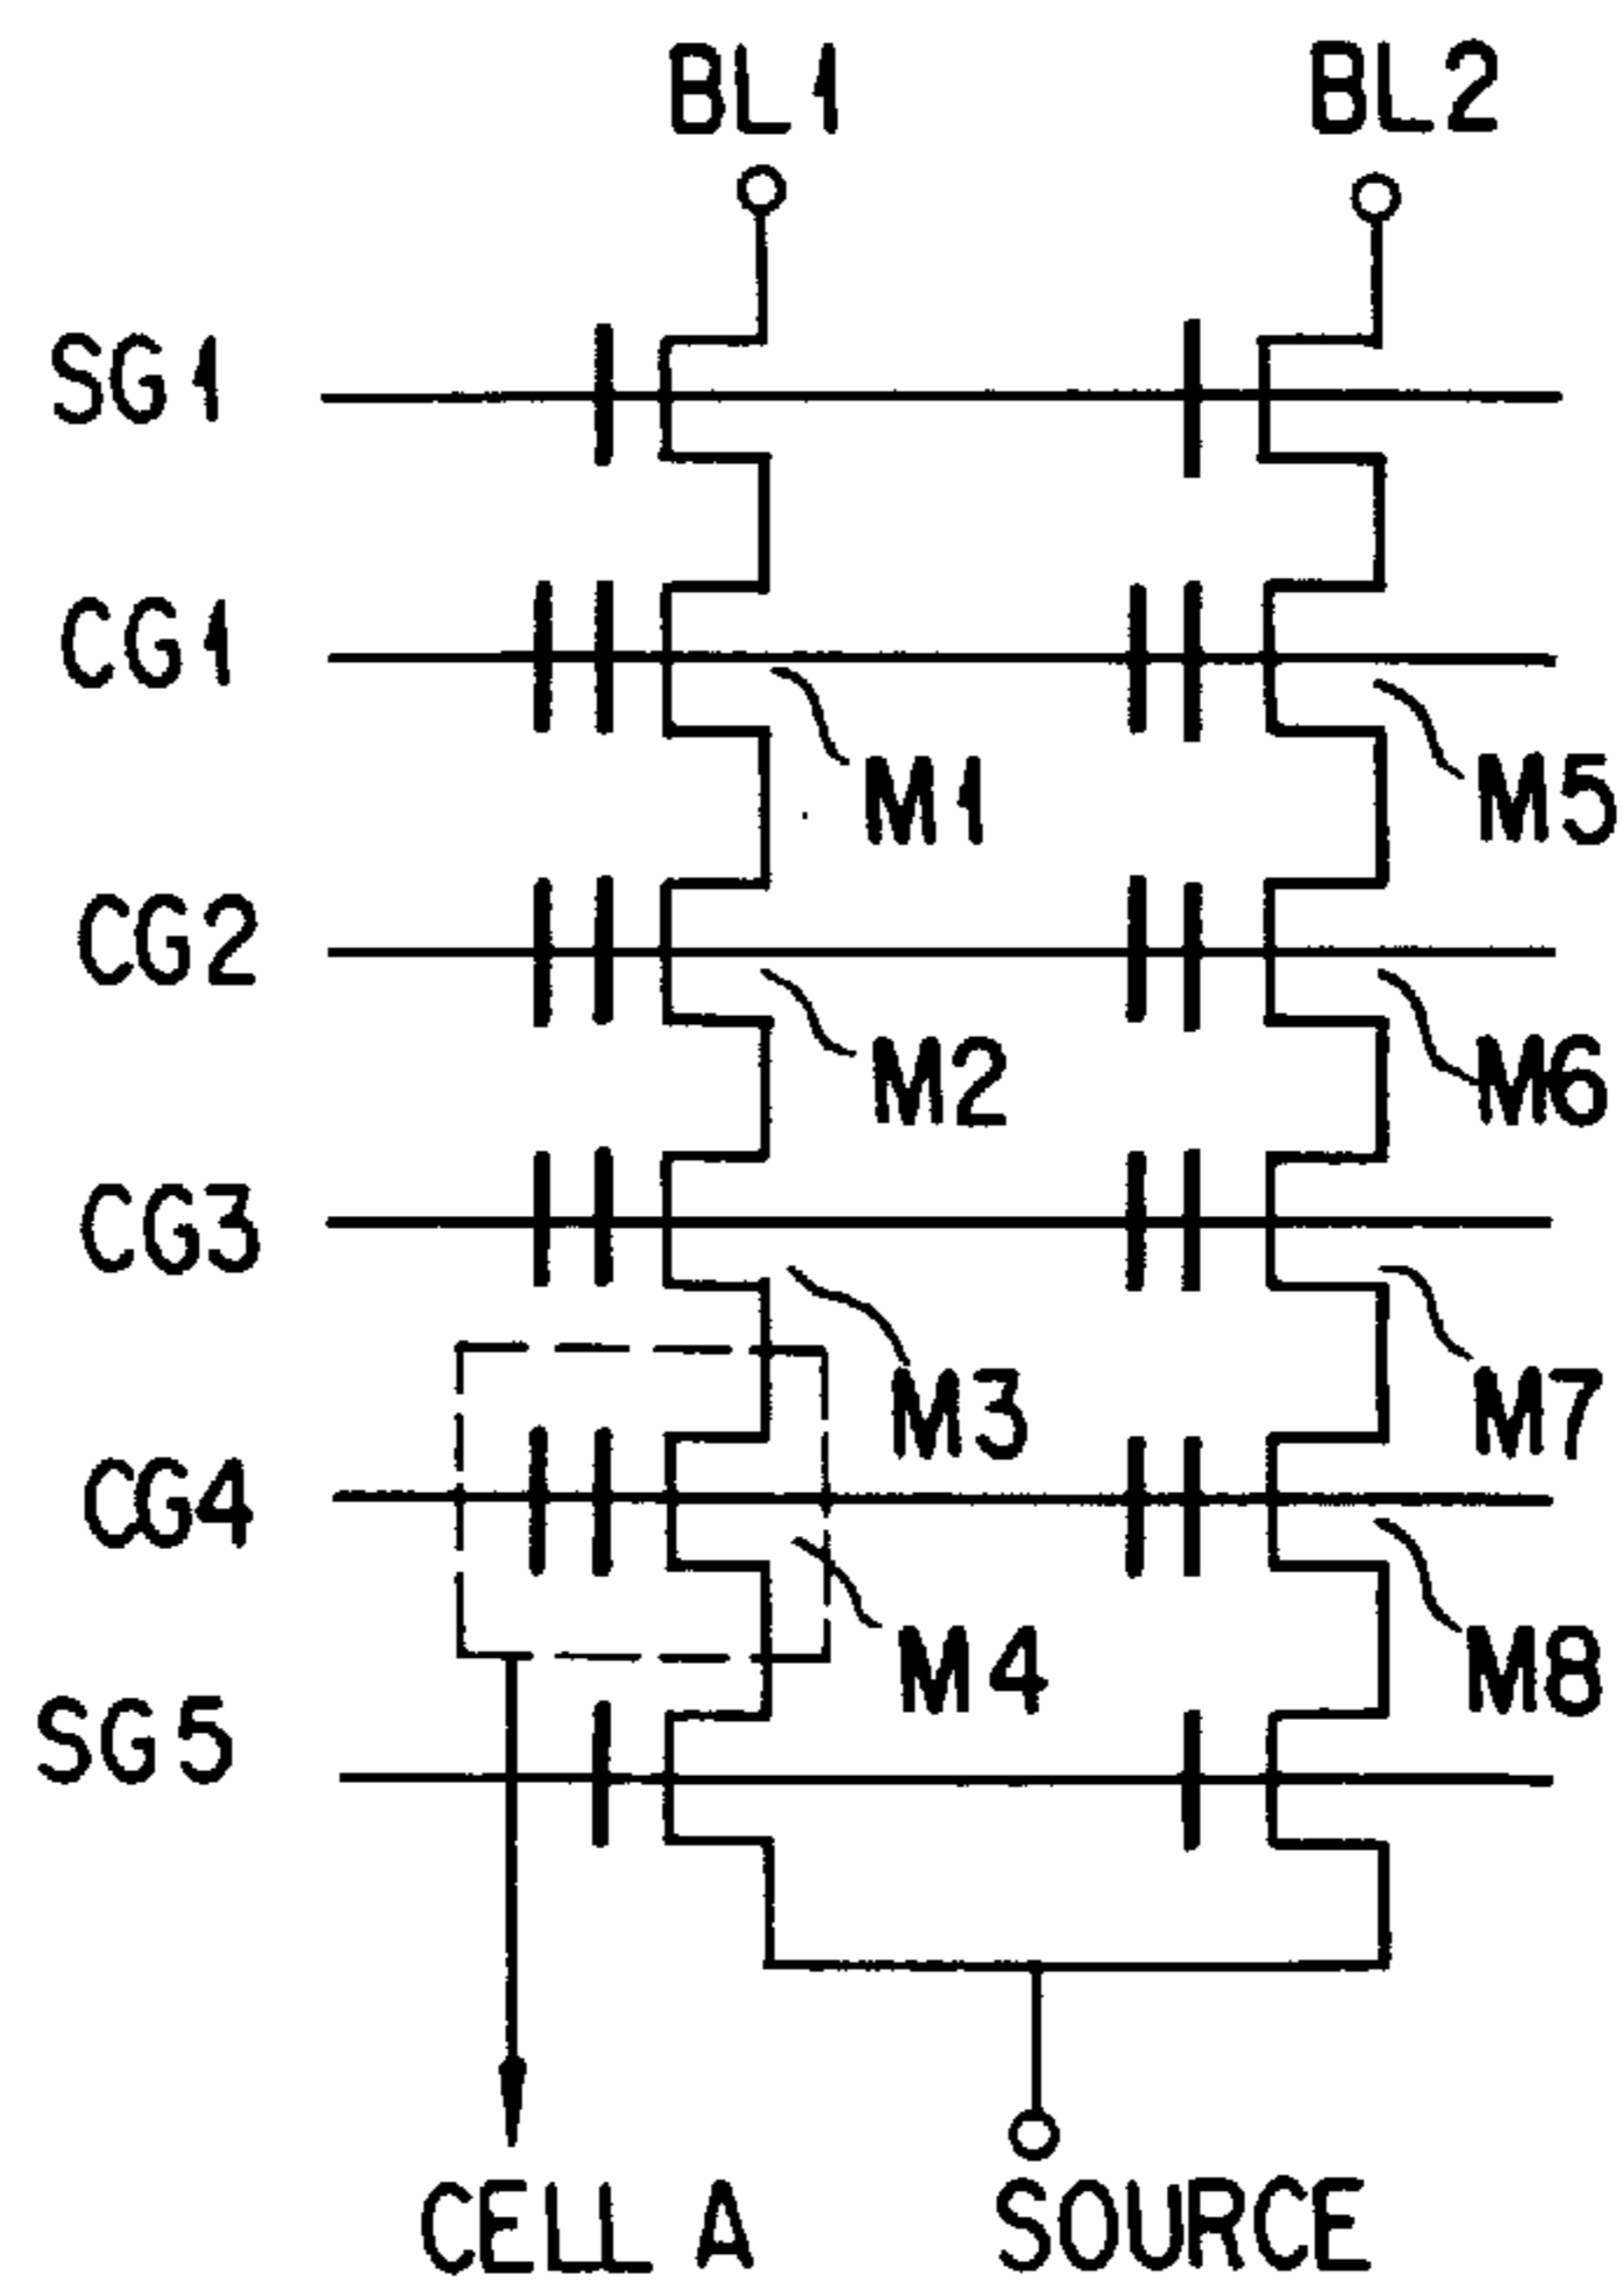 BL1 BL2
SG1
CG1
M1 M5
CG2
M2 M6
CG3
M3 M7
CG4
M4 M8
SG5
CELL A SOURCE